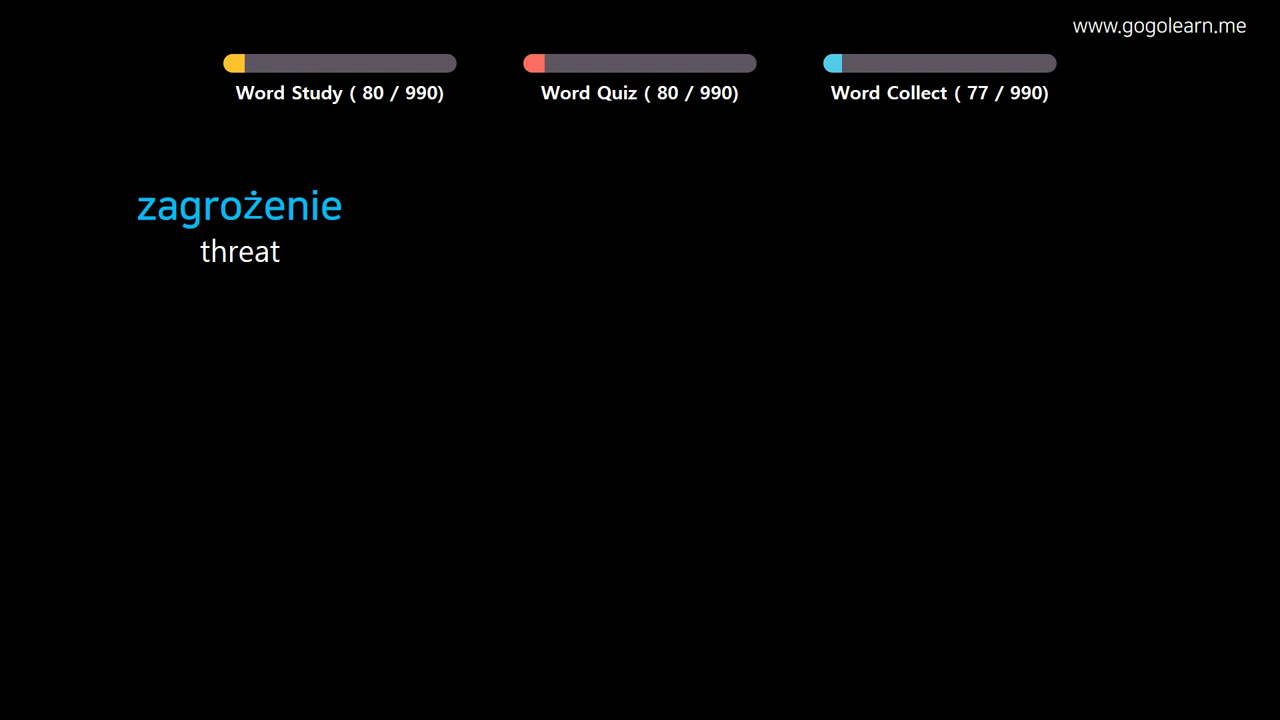 www.gogolearn.me
Word Study ( 80 / 990)
Word Quiz ( 80 / 990)
Word Collect ( 77 / 990)
zagrożenie
threat